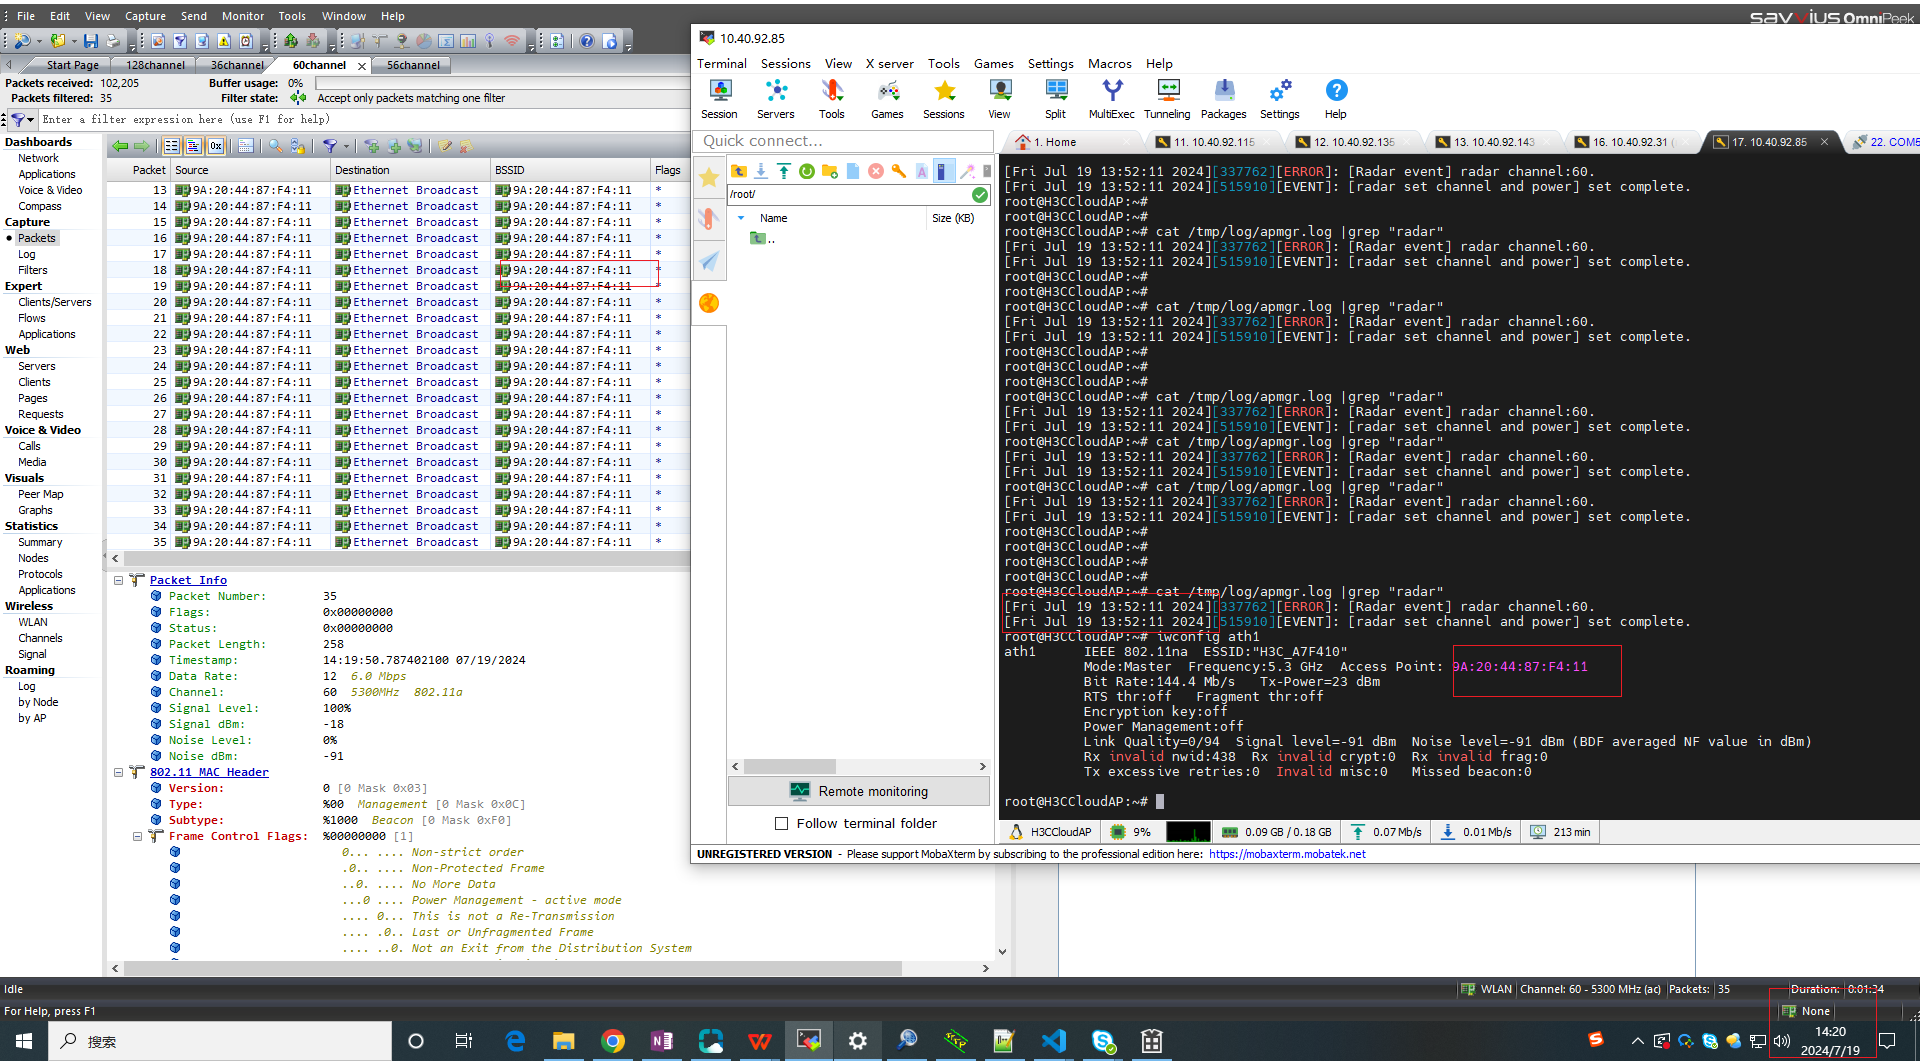 File Edit View Capture Send Monitor Tools Window Help
savvius OmniPeek
Start Page 128channel 36channel 60channel 56channel
Packets received: 102,205 Buffer usage: 0%
Packets filtered: 35 Filter state: Accept only packets matching one filter
Enter a filter expression here (use F1 for help)
Dashboards
Network
Applications
Voice & Video
Compass
Capture
Packets
Log
Filters
Expert
Clients/Servers
Flows
Applications
Web
Servers
Clients
Pages
Requests
Voice & Video
Calls
Media
Visuals
Peer Map
Graphs
Statistics
Summary
Nodes
Protocols
Applications
Wireless
WLAN
Channels
Signal
Roaming
Log
by Node
by AP
Packet Source Destination BSSID Flags
13 9A:20:44:87:F4:11 Ethernet Broadcast 9A:20:44:87:F4:11 *
14 9A:20:44:87:F4:11 Ethernet Broadcast 9A:20:44:87:F4:11 *
15 9A:20:44:87:F4:11 Ethernet Broadcast 9A:20:44:87:F4:11 *
16 9A:20:44:87:F4:11 Ethernet Broadcast 9A:20:44:87:F4:11 *
17 9A:20:44:87:F4:11 Ethernet Broadcast 9A:20:44:87:F4:11 *
18 9A:20:44:87:F4:11 Ethernet Broadcast 9A:20:44:87:F4:11 *
19 9A:20:44:87:F4:11 Ethernet Broadcast 9A:20:44:87:F4:11 *
20 9A:20:44:87:F4:11 Ethernet Broadcast 9A:20:44:87:F4:11 *
21 9A:20:44:87:F4:11 Ethernet Broadcast 9A:20:44:87:F4:11 *
22 9A:20:44:87:F4:11 Ethernet Broadcast 9A:20:44:87:F4:11 *
23 9A:20:44:87:F4:11 Ethernet Broadcast 9A:20:44:87:F4:11 *
24 9A:20:44:87:F4:11 Ethernet Broadcast 9A:20:44:87:F4:11 *
25 9A:20:44:87:F4:11 Ethernet Broadcast 9A:20:44:87:F4:11 *
26 9A:20:44:87:F4:11 Ethernet Broadcast 9A:20:44:87:F4:11 *
27 9A:20:44:87:F4:11 Ethernet Broadcast 9A:20:44:87:F4:11 *
28 9A:20:44:87:F4:11 Ethernet Broadcast 9A:20:44:87:F4:11 *
29 9A:20:44:87:F4:11 Ethernet Broadcast 9A:20:44:87:F4:11 *
30 9A:20:44:87:F4:11 Ethernet Broadcast 9A:20:44:87:F4:11 *
31 9A:20:44:87:F4:11 Ethernet Broadcast 9A:20:44:87:F4:11 *
32 9A:20:44:87:F4:11 Ethernet Broadcast 9A:20:44:87:F4:11 *
33 9A:20:44:87:F4:11 Ethernet Broadcast 9A:20:44:87:F4:11 *
34 9A:20:44:87:F4:11 Ethernet Broadcast 9A:20:44:87:F4:11 *
35 9A:20:44:87:F4:11 Ethernet Broadcast 9A:20:44:87:F4:11 *
Packet Info
Packet Number: 35
Flags: 0x00000000
Status: 0x00000000
Packet Length: 258
Timestamp: 14:19:50.787402100 07/19/2024
Data Rate: 12 6.0 Mbps
Channel: 60 5300MHz 802.11a
Signal Level: 100%
Signal dBm: -18
Noise Level: 0%
Noise dBm: -91
802.11 MAC Header
Version: 0 [0 Mask 0x03]
Type: %00 Management [0 Mask 0x0C]
Subtype: %1000 Beacon [0 Mask 0xF0]
Frame Control Flags: %00000000 [1]
0... .... Non-strict order
.0.. .... Non-Protected Frame
..0. .... No More Data
...0 .... Power Management - active mode
.... 0... This is not a Re-Transmission
.... .0.. Last or Unfragmented Frame
.... ..0. Not an Exit from the Distribution System
10.40.92.85
Terminal Sessions View X server Tools Games Settings Macros Help
Session Servers Tools Games Sessions View Split MultiExec Tunneling Packages Settings Help
Quick connect...
1. Home 11. 10.40.92.115 12. 10.40.92.135 13. 10.40.92.143 16. 10.40.92.31 ( 17. 10.40.92.85 22. COM5
/root/
Name Size (KB)
..
Remote monitoring
Follow terminal folder
[Fri Jul 19 13:52:11 2024][337762][ERROR]: [Radar event] radar channel:60.
[Fri Jul 19 13:52:11 2024][515910][EVENT]: [radar set channel and power] set complete.
root@H3CCloudAP:~#
root@H3CCloudAP:~#
root@H3CCloudAP:~# cat /tmp/log/apmgr.log |grep "radar"
[Fri Jul 19 13:52:11 2024][337762][ERROR]: [Radar event] radar channel:60.
[Fri Jul 19 13:52:11 2024][515910][EVENT]: [radar set channel and power] set complete.
root@H3CCloudAP:~#
root@H3CCloudAP:~#
root@H3CCloudAP:~# cat /tmp/log/apmgr.log |grep "radar"
[Fri Jul 19 13:52:11 2024][337762][ERROR]: [Radar event] radar channel:60.
[Fri Jul 19 13:52:11 2024][515910][EVENT]: [radar set channel and power] set complete.
root@H3CCloudAP:~#
root@H3CCloudAP:~#
root@H3CCloudAP:~#
root@H3CCloudAP:~# cat /tmp/log/apmgr.log |grep "radar"
[Fri Jul 19 13:52:11 2024][337762][ERROR]: [Radar event] radar channel:60.
[Fri Jul 19 13:52:11 2024][515910][EVENT]: [radar set channel and power] set complete.
root@H3CCloudAP:~# cat /tmp/log/apmgr.log |grep "radar"
[Fri Jul 19 13:52:11 2024][337762][ERROR]: [Radar event] radar channel:60.
[Fri Jul 19 13:52:11 2024][515910][EVENT]: [radar set channel and power] set complete.
root@H3CCloudAP:~# cat /tmp/log/apmgr.log |grep "radar"
[Fri Jul 19 13:52:11 2024][337762][ERROR]: [Radar event] radar channel:60.
[Fri Jul 19 13:52:11 2024][515910][EVENT]: [radar set channel and power] set complete.
root@H3CCloudAP:~#
root@H3CCloudAP:~#
root@H3CCloudAP:~#
root@H3CCloudAP:~#
root@H3CCloudAP:~# cat /tmp/log/apmgr.log |grep "radar"
[Fri Jul 19 13:52:11 2024][337762][ERROR]: [Radar event] radar channel:60.
[Fri Jul 19 13:52:11 2024][515910][EVENT]: [radar set channel and power] set complete.
root@H3CCloudAP:~# iwconfig ath1
ath1 IEEE 802.11na ESSID:"H3C_A7F410"
Mode:Master Frequency:5.3 GHz Access Point: 9A:20:44:87:F4:11
Bit Rate:144.4 Mb/s Tx-Power=23 dBm
RTS thr:off Fragment thr:off
Encryption key:off
Power Management:off
Link Quality=0/94 Signal level=-91 dBm Noise level=-91 dBm (BDF averaged NF value in dBm)
Rx invalid nwid:438 Rx invalid crypt:0 Rx invalid frag:0
Tx excessive retries:0 Invalid misc:0 Missed beacon:0
root@H3CCloudAP:~#
H3CCloudAP 9% 0.09 GB / 0.18 GB 0.07 Mb/s 0.01 Mb/s 213 min
UNREGISTERED VERSION - Please support MobaXterm by subscribing to the professional edition here: https://mobaxterm.mobatek.net
Idle WLAN Channel: 60 - 5300 MHz (ac) Packets: 35 Duration: 0:01:34
For Help, press F1 None
搜索
14:20
2024/7/19